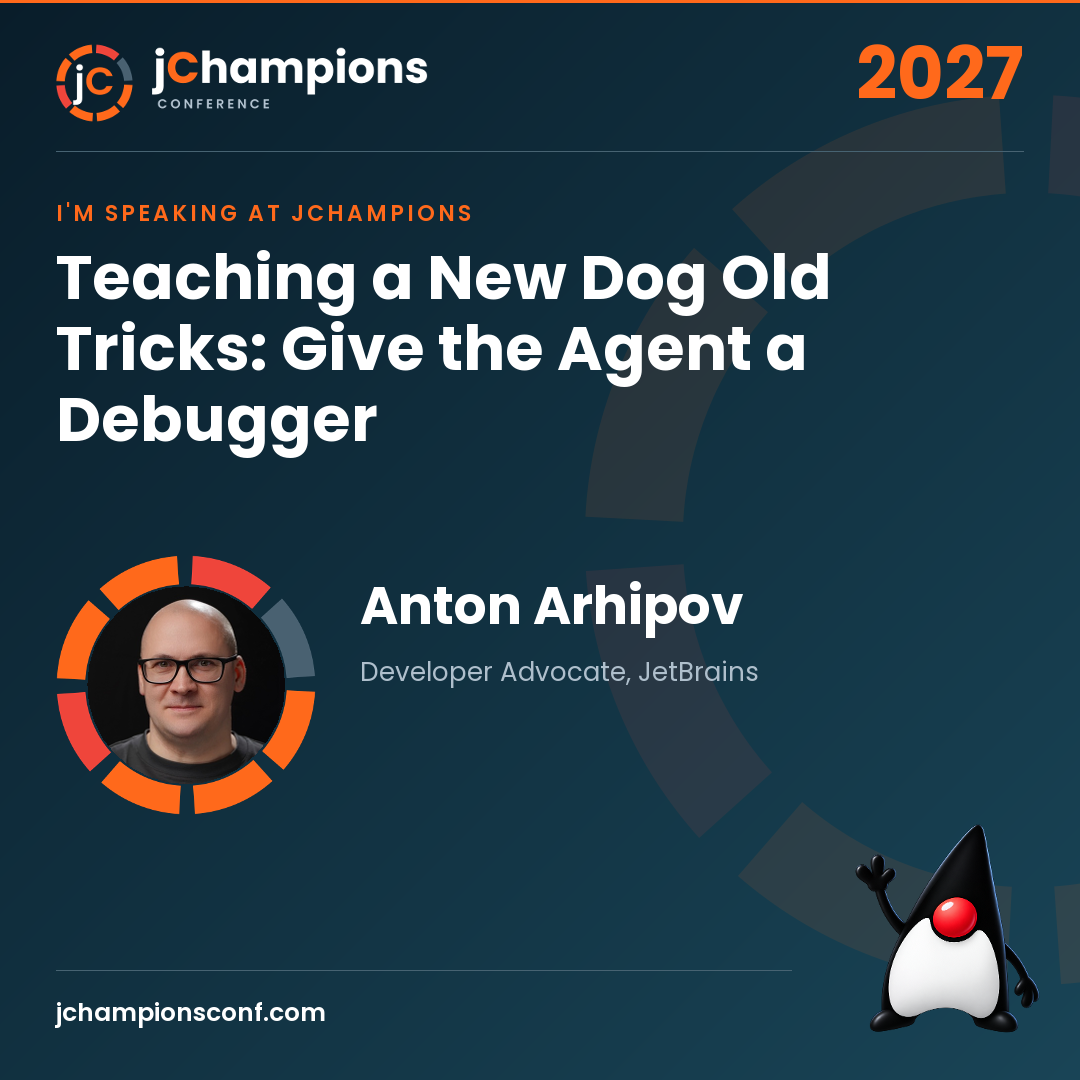 jC jChampions
CONFERENCE
2027
I'M SPEAKING AT JCHAMPIONS
Teaching a New Dog Old
Tricks: Give the Agent a
Debugger
Anton Arhipov
Developer Advocate, JetBrains
jchampionsconf.com